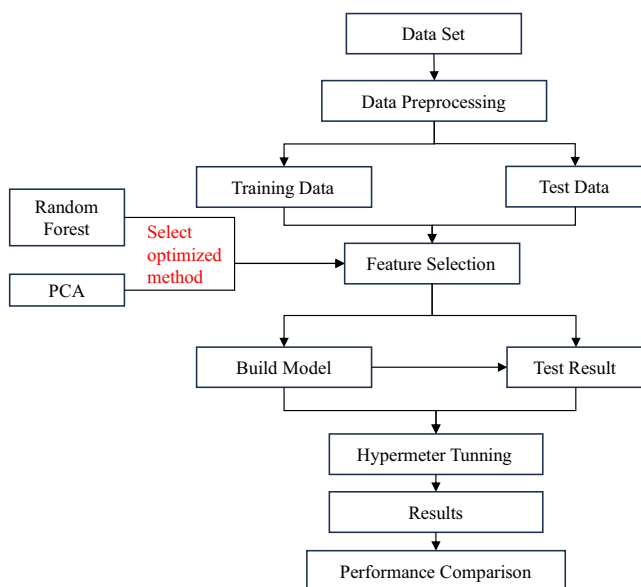 Data Set
Data Preprocessing
Training Data
Test Data
Random
Forest
Select
optimized
method
PCA
Feature Selection
Build Model
Test Result
Hypermeter Tunning
Results
Performance Comparison